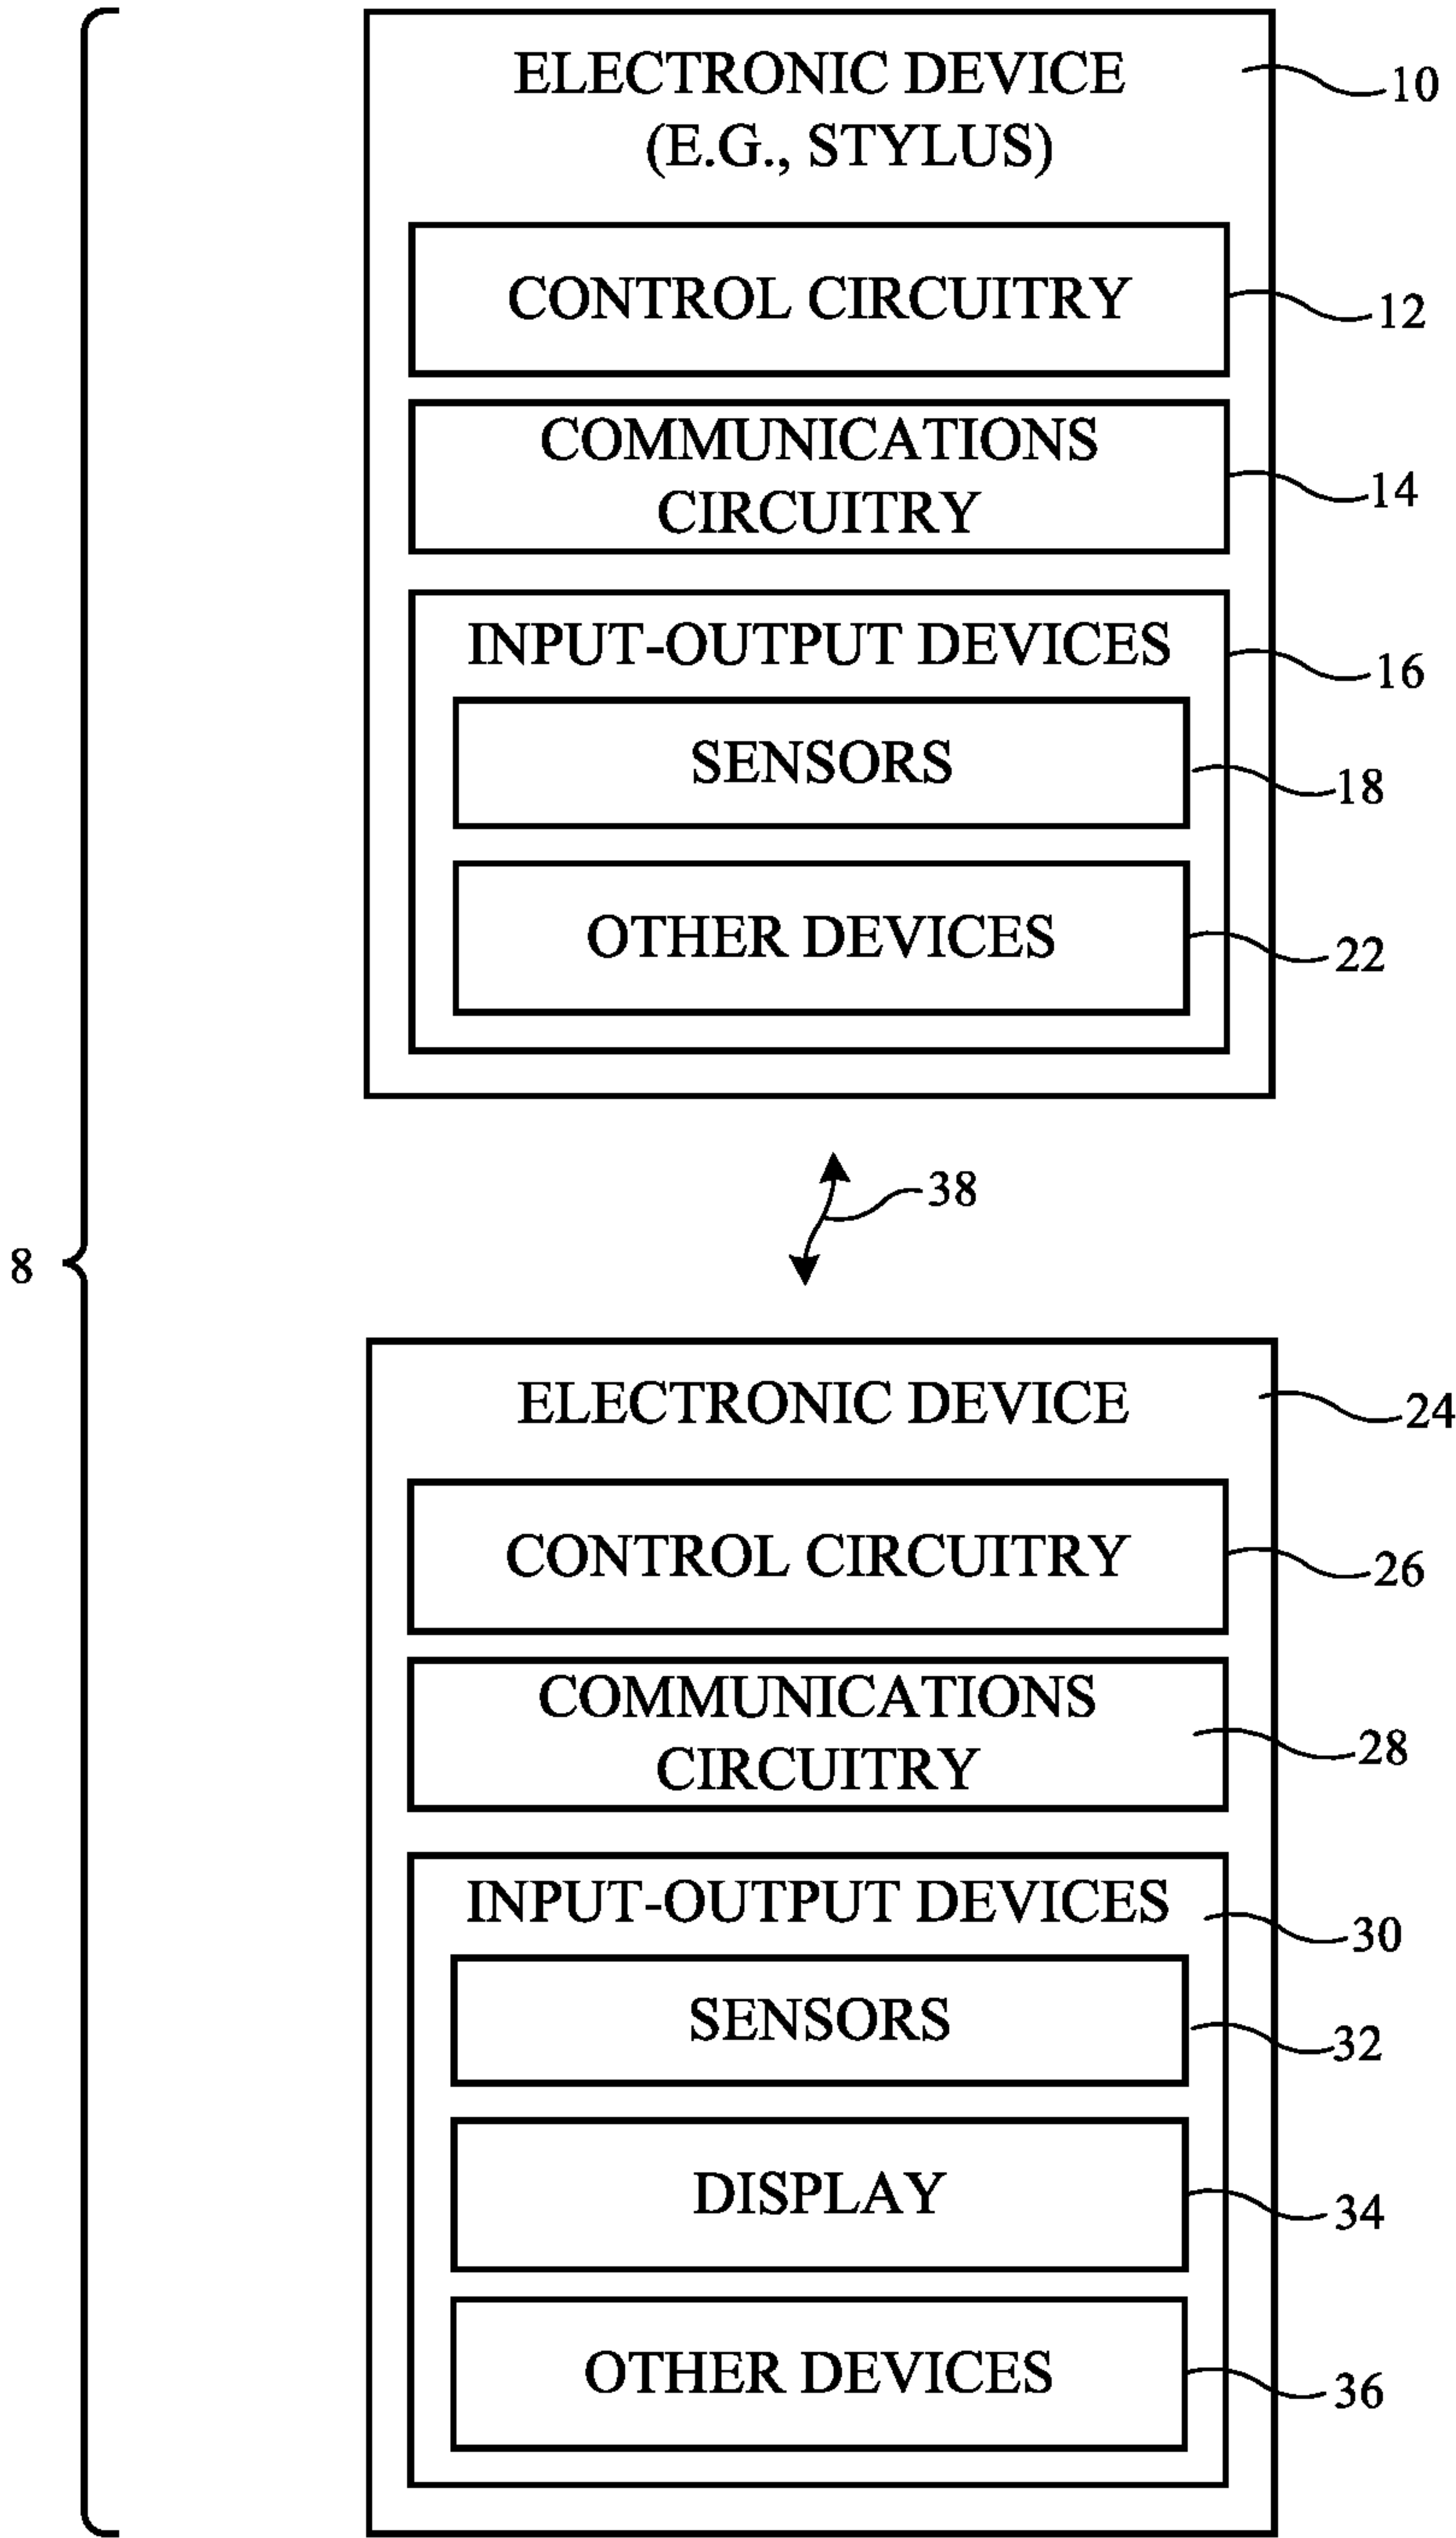 ELECTRONIC DEVICE
(E.G., STYLUS)
10
CONTROL CIRCUITRY
12
COMMUNICATIONS
CIRCUITRY
14
INPUT-OUTPUT DEVICES
16
SENSORS
18
OTHER DEVICES
22
38
8
ELECTRONIC DEVICE
24
CONTROL CIRCUITRY
26
COMMUNICATIONS
CIRCUITRY
28
INPUT-OUTPUT DEVICES
30
SENSORS
32
DISPLAY
34
OTHER DEVICES
36